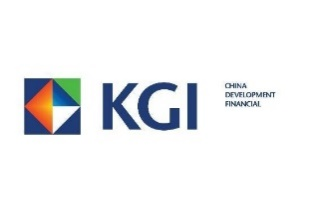 KGI
CHINA
DEVELOPMENT
FINANCIAL